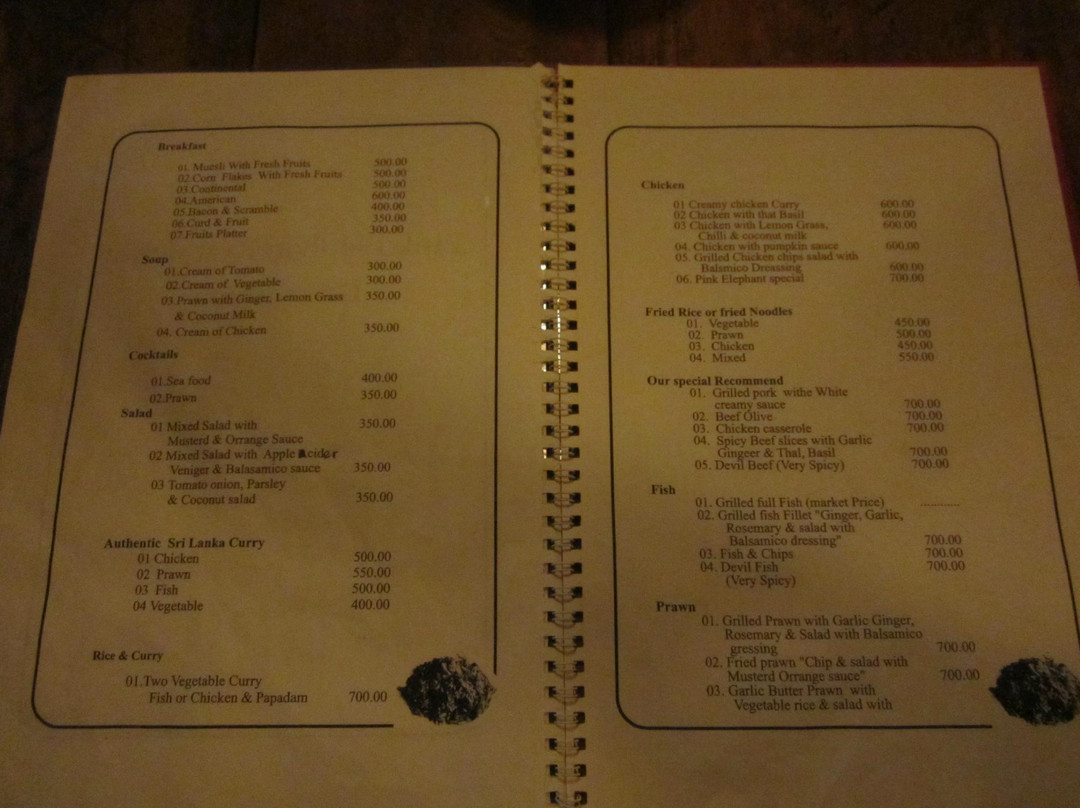 Breakfast
01. Muesli With Fresh Fruits 500.00
02.Corn Flakes With Fresh Fruits 500.00
03.Continental 500.00
04.American 600.00
05.Bacon & Scramble 400.00
06.Curd & Fruit 350.00
07.Fruits Platter 300.00
Soup
01.Cream of Tomato 300.00
02.Cream of Vegetable 300.00
03.Prawn with Ginger, Lemon Grass 350.00
& Coconut Milk
04. Cream of Chicken 350.00
Cocktails
01.Sea food 400.00
02.Prawn 350.00
Salad
01 Mixed Salad with 350.00
Musterd & Orrange Sauce
02 Mixed Salad with Apple Acider
Veniger & Balasamico sauce 350.00
03 Tomato onion, Parsley
& Coconut salad 350.00
Authentic Sri Lanka Curry
01 Chicken 500.00
02 Prawn 550.00
03 Fish 500.00
04 Vegetable 400.00
Rice & Curry
01.Two Vegetable Curry
Fish or Chicken & Papadam 700.00
Chicken
01 Creamy chicken Curry 600.00
02 Chicken with that Basil 600.00
03 Chicken with Lemon Grass, 600.00
Chilli & coconut milk
04. Chicken with pumpkin sauce 600.00
05. Grilled Chicken chips salad with
Balsmico Dreassing 600.00
06. Pink Elephant special 700.00
Fried Rice or fried Noodles
01. Vegetable 450.00
02. Prawn 500.00
03. Chicken 450.00
04. Mixed 550.00
Our special Recommend
01. Grilled pork withe White
creamy sauce 700.00
02. Beef Olive 700.00
03. Chicken casserole 700.00
04. Spicy Beef slices with Garlic
Gingeer & Thal, Basil 700.00
05. Devil Beef (Very Spicy) 700.00
Fish
01. Grilled full Fish (market Price) ............
02. Grilled fish Fillet "Ginger, Garlic,
Rosemary & salad with
Balsamico dressing" 700.00
03. Fish & Chips 700.00
04. Devil Fish 700.00
(Very Spicy)
Prawn
01. Grilled Prawn with Garlic Ginger,
Rosemary & Salad with Balsamico
gressing 700.00
02. Fried prawn "Chip & salad with
Musterd Orrange sauce" 700.00
03. Garlic Butter Prawn with
Vegetable rice & salad with